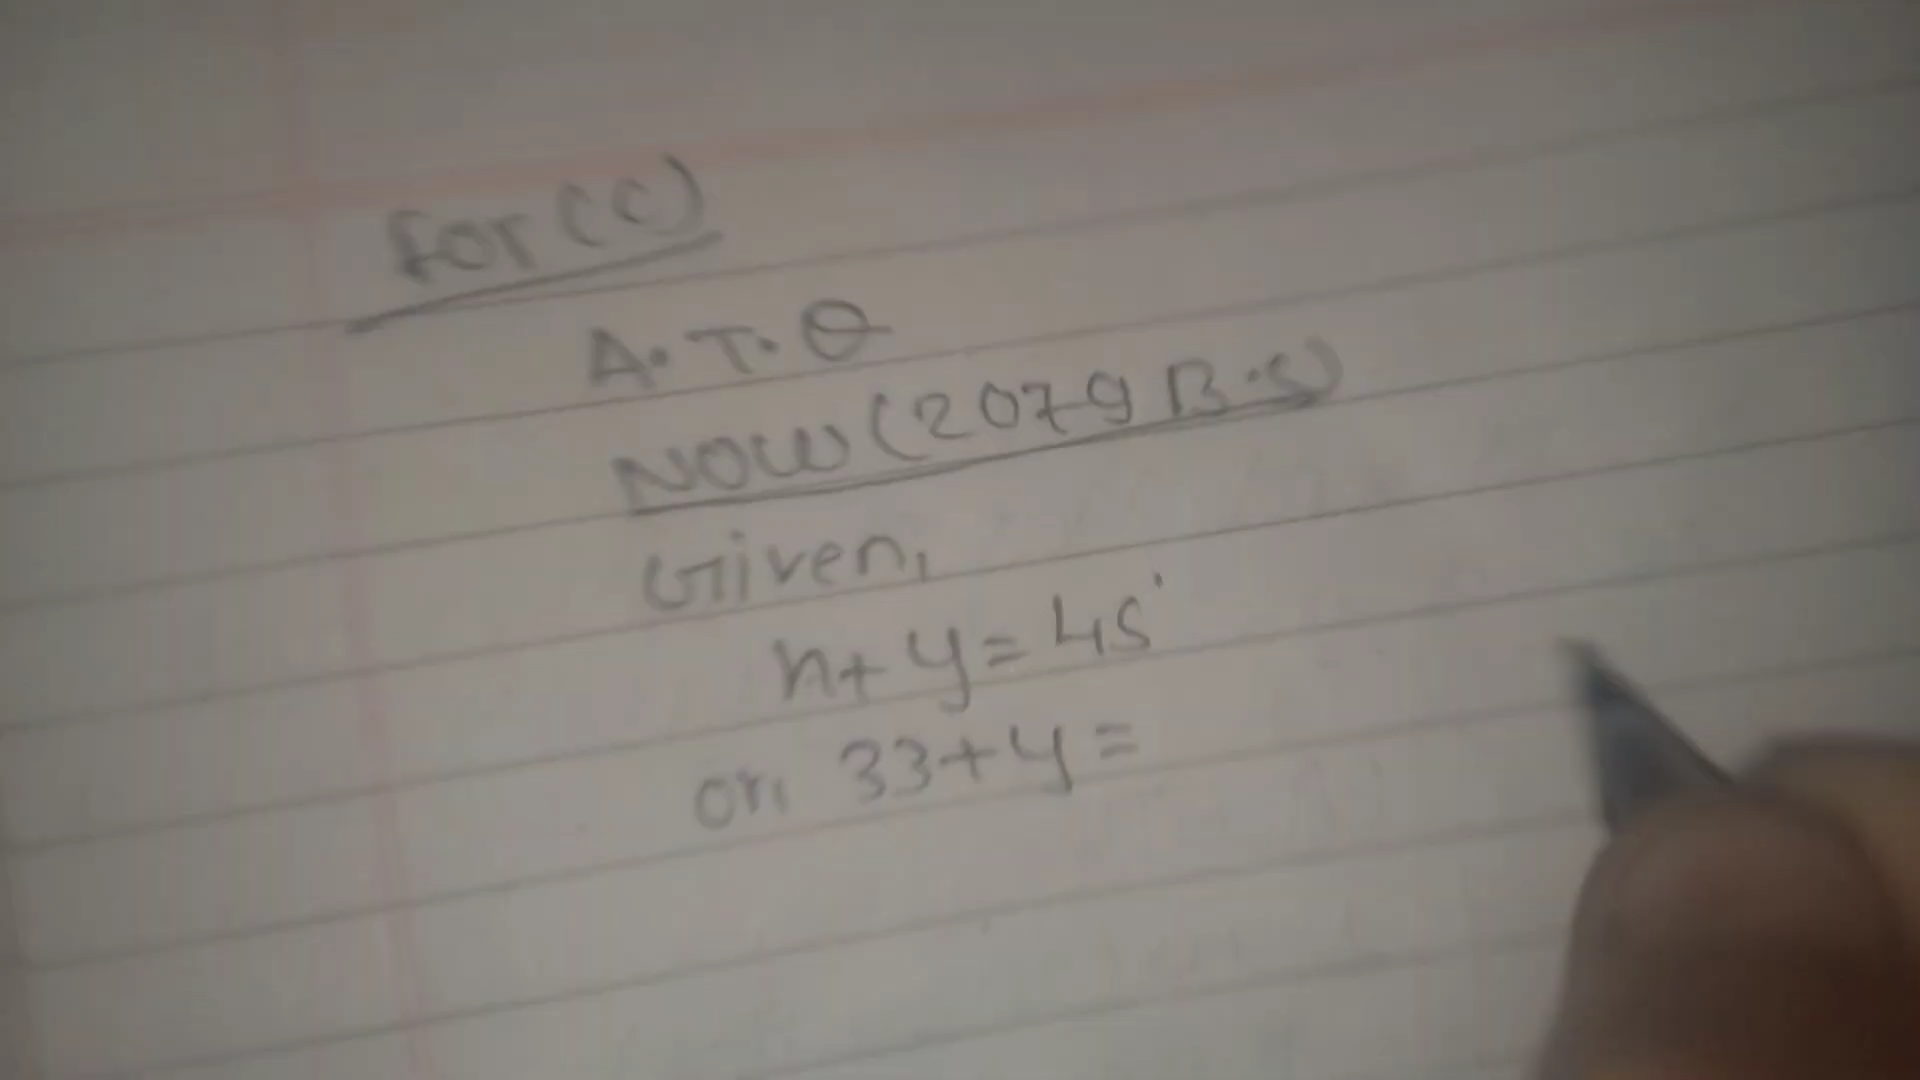 For (c)
A.T.Q
NOW (2079 B.S)
Given,
x + y = 45
or, 33 + y =